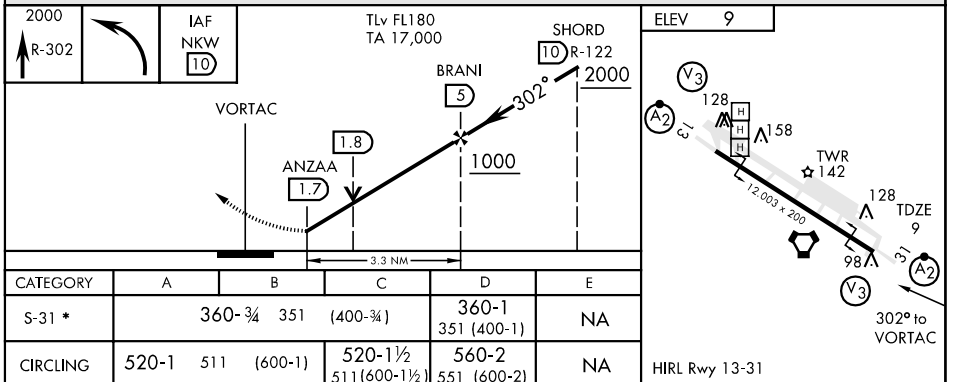 2000
R-302
IAF
NKW
10
TLv FL180
TA 17,000
SHORD
10 R-122
2000
302°
BRANI
5
1000
VORTAC
1.8
ANZAA
1.7
3.3 NM
CATEGORY A B C D E
S-31 * 360-¾ 351 (400-¾) 360-1 351 (400-1) NA
CIRCLING 520-1 511 (600-1) 520-1½ 511(600-1½) 560-2 551 (600-2) NA
ELEV 9
V3
A2
128
H
H
H
158
13
TWR
142
12,003 x 200
128
TDZE
9
98
31
A2
V3
302° to
VORTAC
HIRL Rwy 13-31